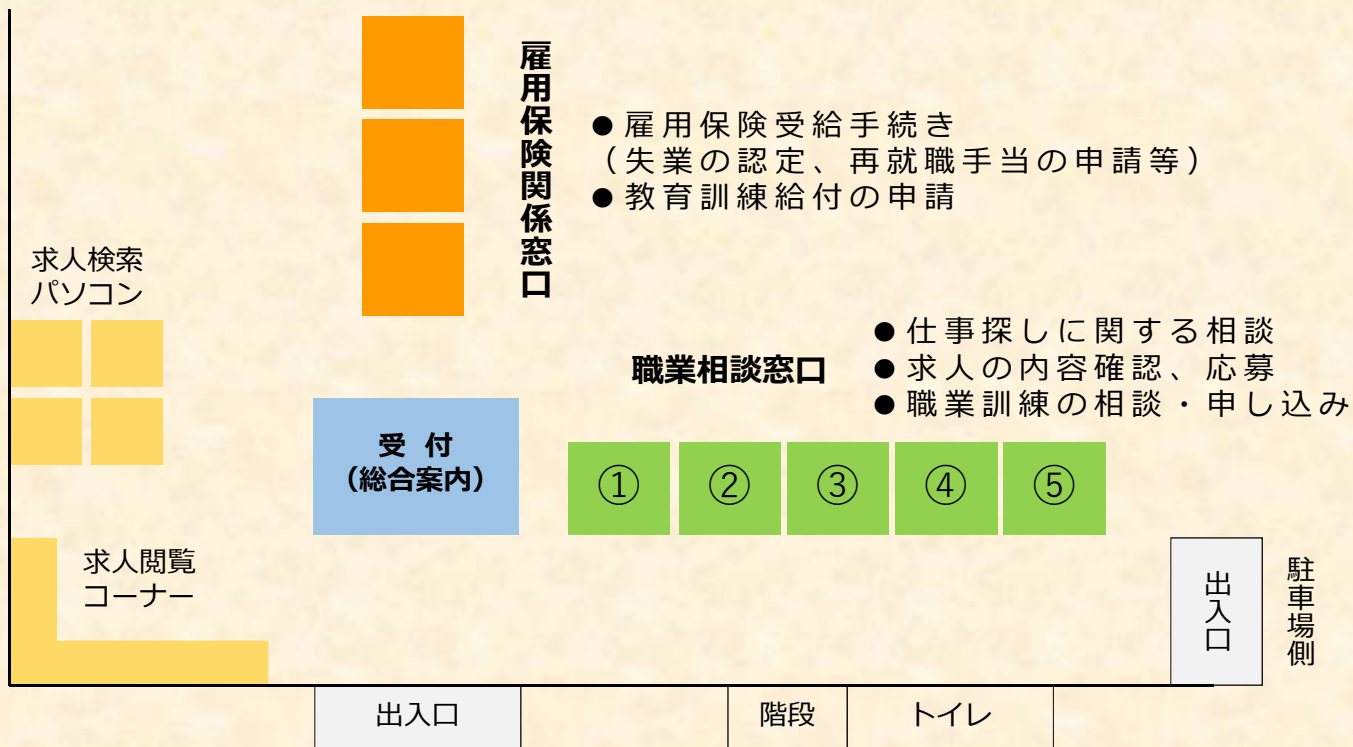 雇用保険関係窓口
●雇用保険受給手続き
（失業の認定、再就職手当の申請等）
●教育訓練給付の申請
求人検索
パソコン
職業相談窓口
●仕事探しに関する相談
●求人の内容確認、応募
●職業訓練の相談・申し込み
受 付
（総合案内）
①
②
③
④
⑤
求人閲覧
コーナー
出入口
駐車場側
出入口
階段
トイレ